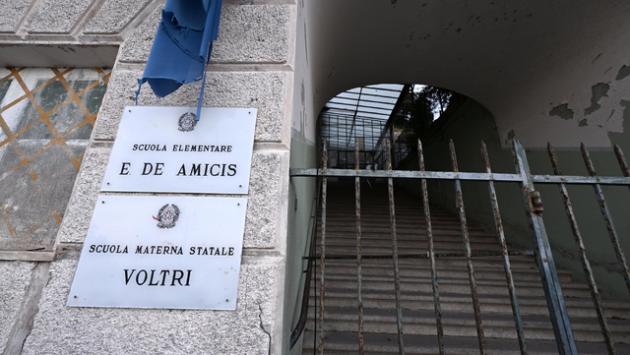 SCUOLA ELEMENTARE
E. DE AMICIS
SCUOLA MATERNA STATALE
VOLTRI